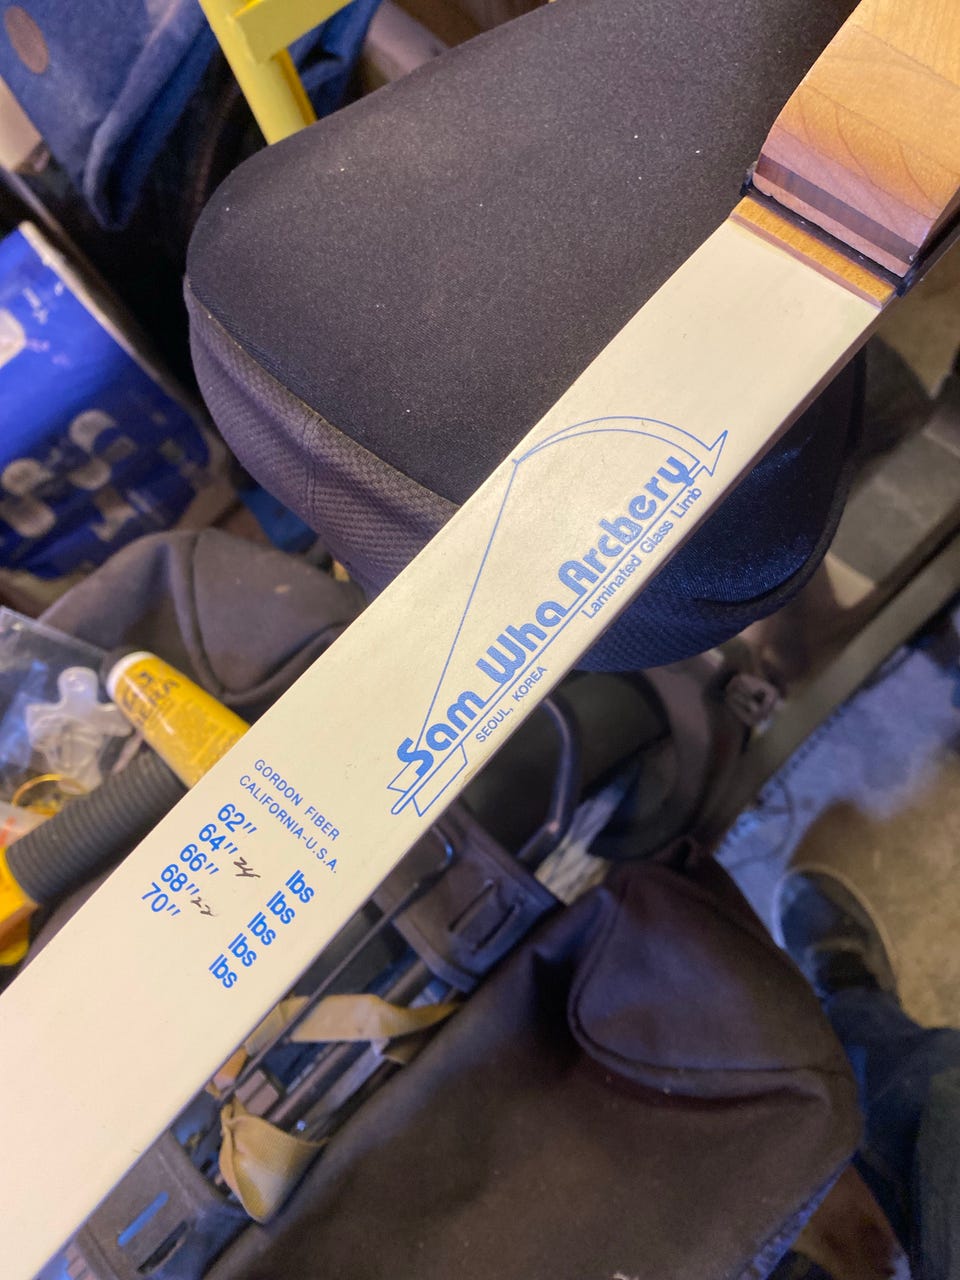 Sam Wha Archery
Laminated Glass Limb
SEOUL, KOREA
GORDON FIBER
CALIFORNIA-U.S.A.
62" lbs
64" 24 lbs
66" lbs
68" 22 lbs
70" lbs